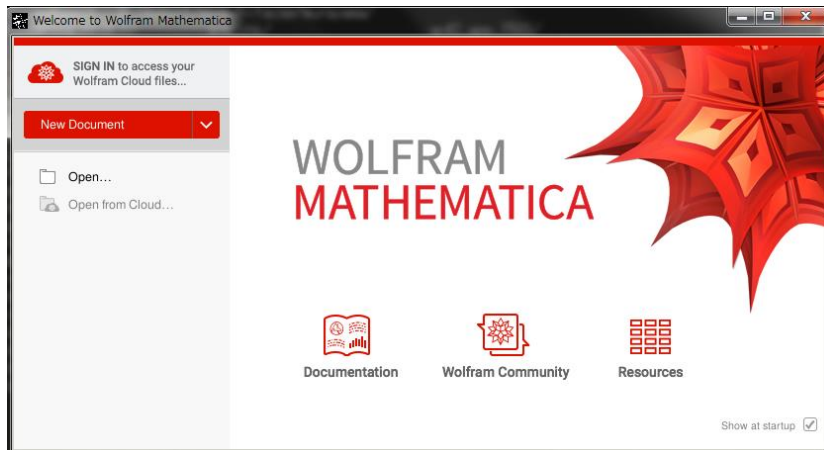 Welcome to Wolfram Mathematica
SIGN IN to access your
Wolfram Cloud files...
New Document
Open...
Open from Cloud...
WOLFRAM
MATHEMATICA
Documentation
Wolfram Community
Resources
Show at startup